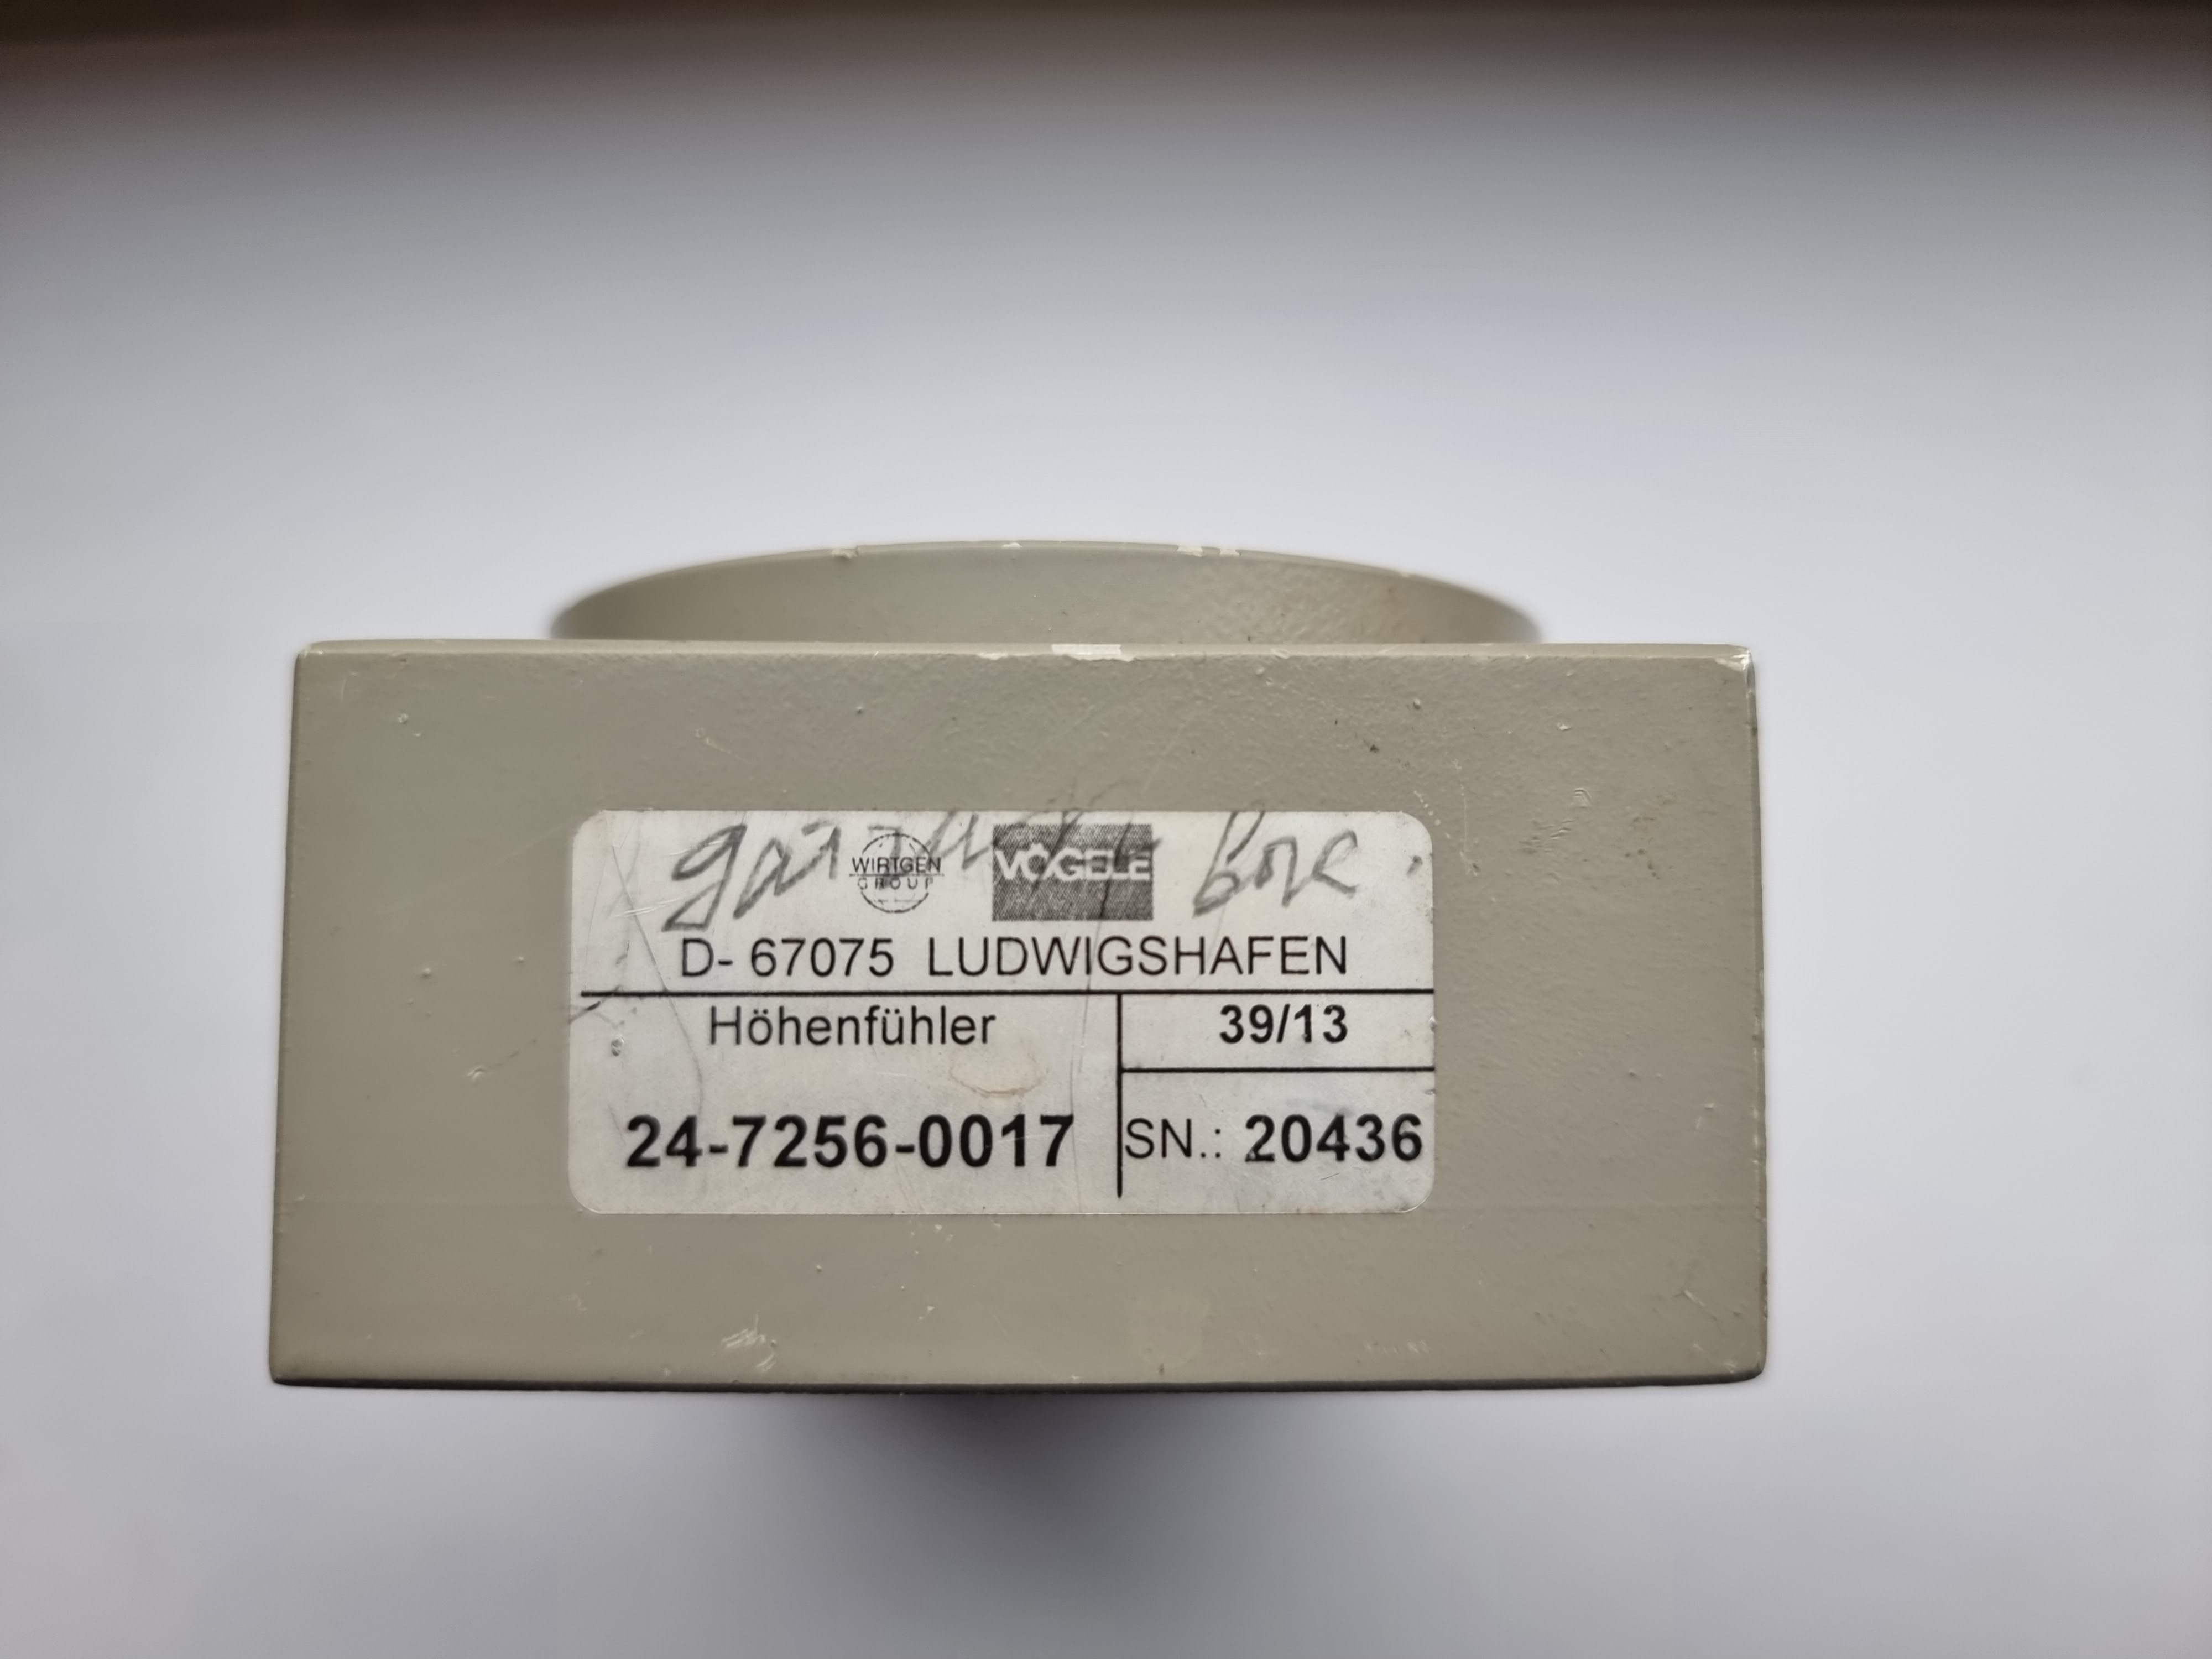 WIRTGEN GROUP VÖGELE
D- 67075 LUDWIGSHAFEN
Höhenfühler 39/13
24-7256-0017 SN.: 20436